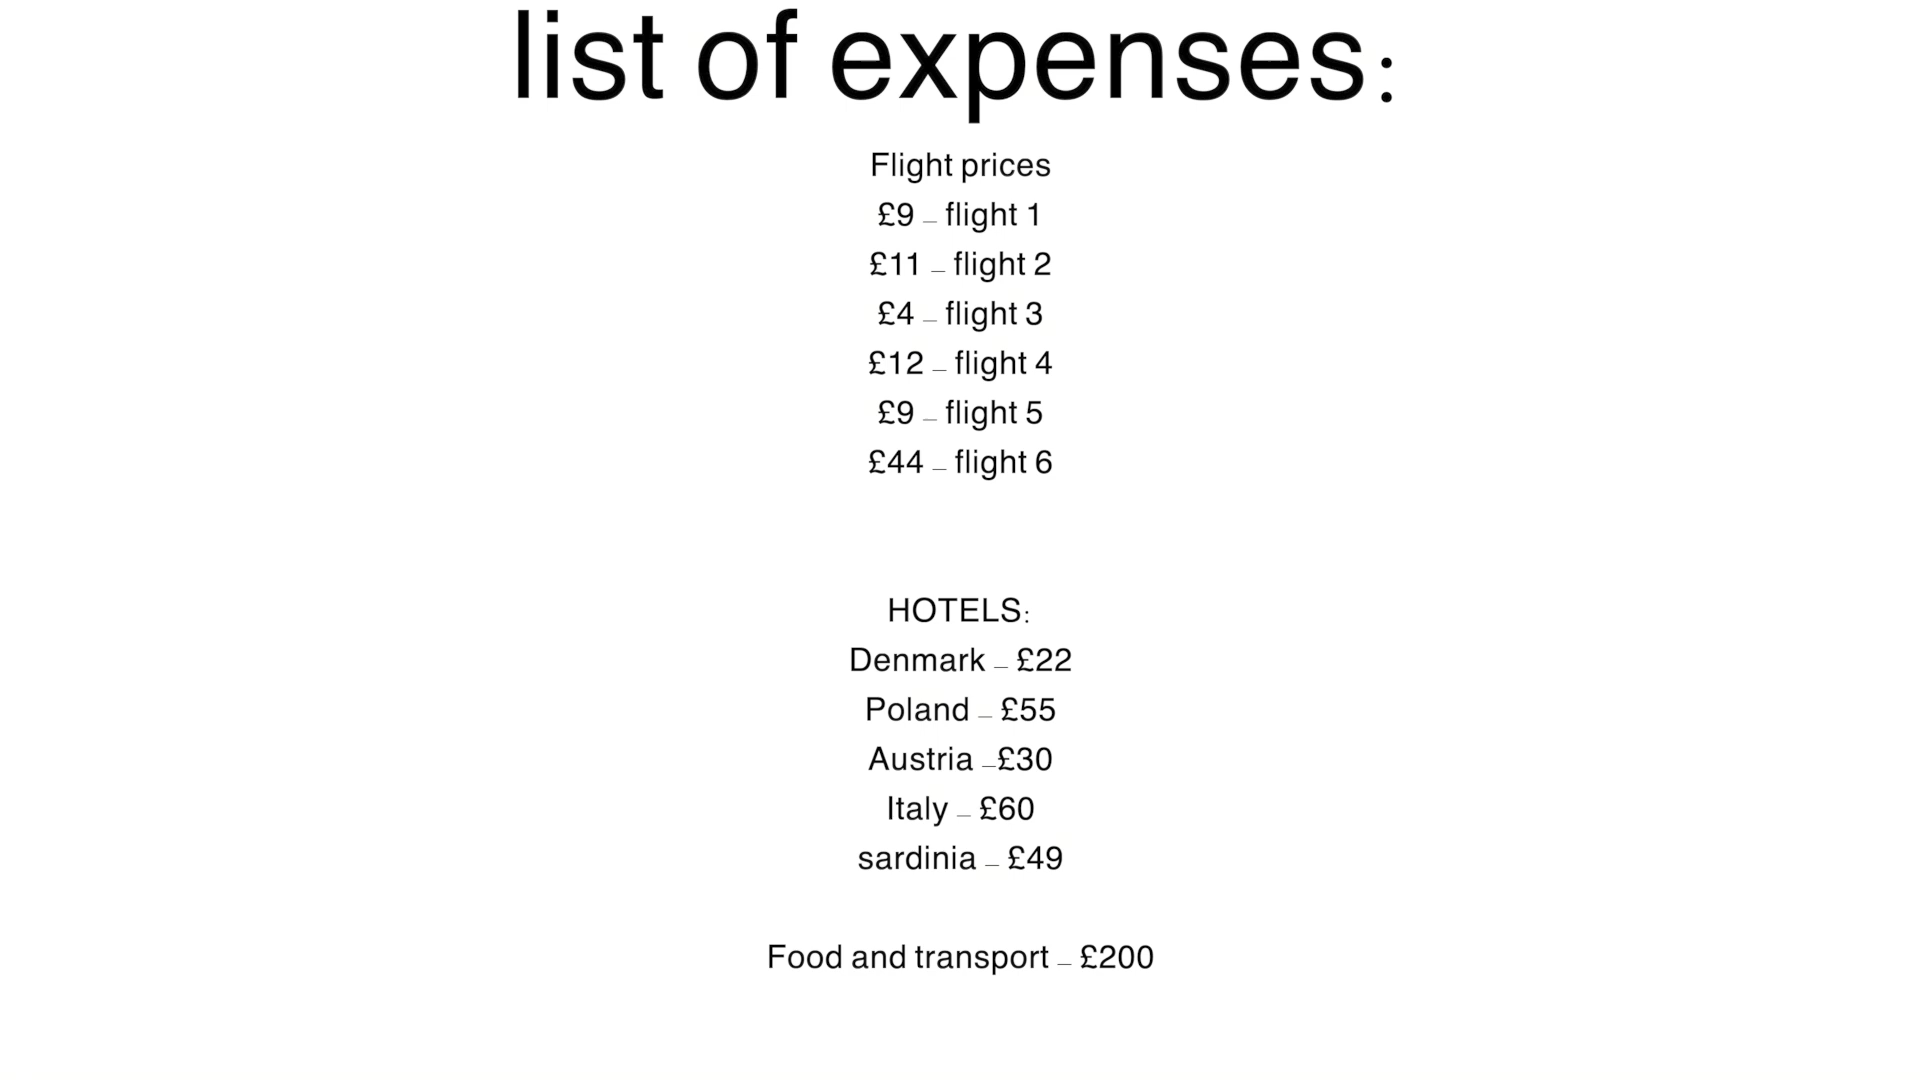 list of expenses:
Flight prices
£9 – flight 1
£11 – flight 2
£4 – flight 3
£12 – flight 4
£9 – flight 5
£44 – flight 6
HOTELS:
Denmark – £22
Poland – £55
Austria –£30
Italy – £60
sardinia – £49
Food and transport – £200